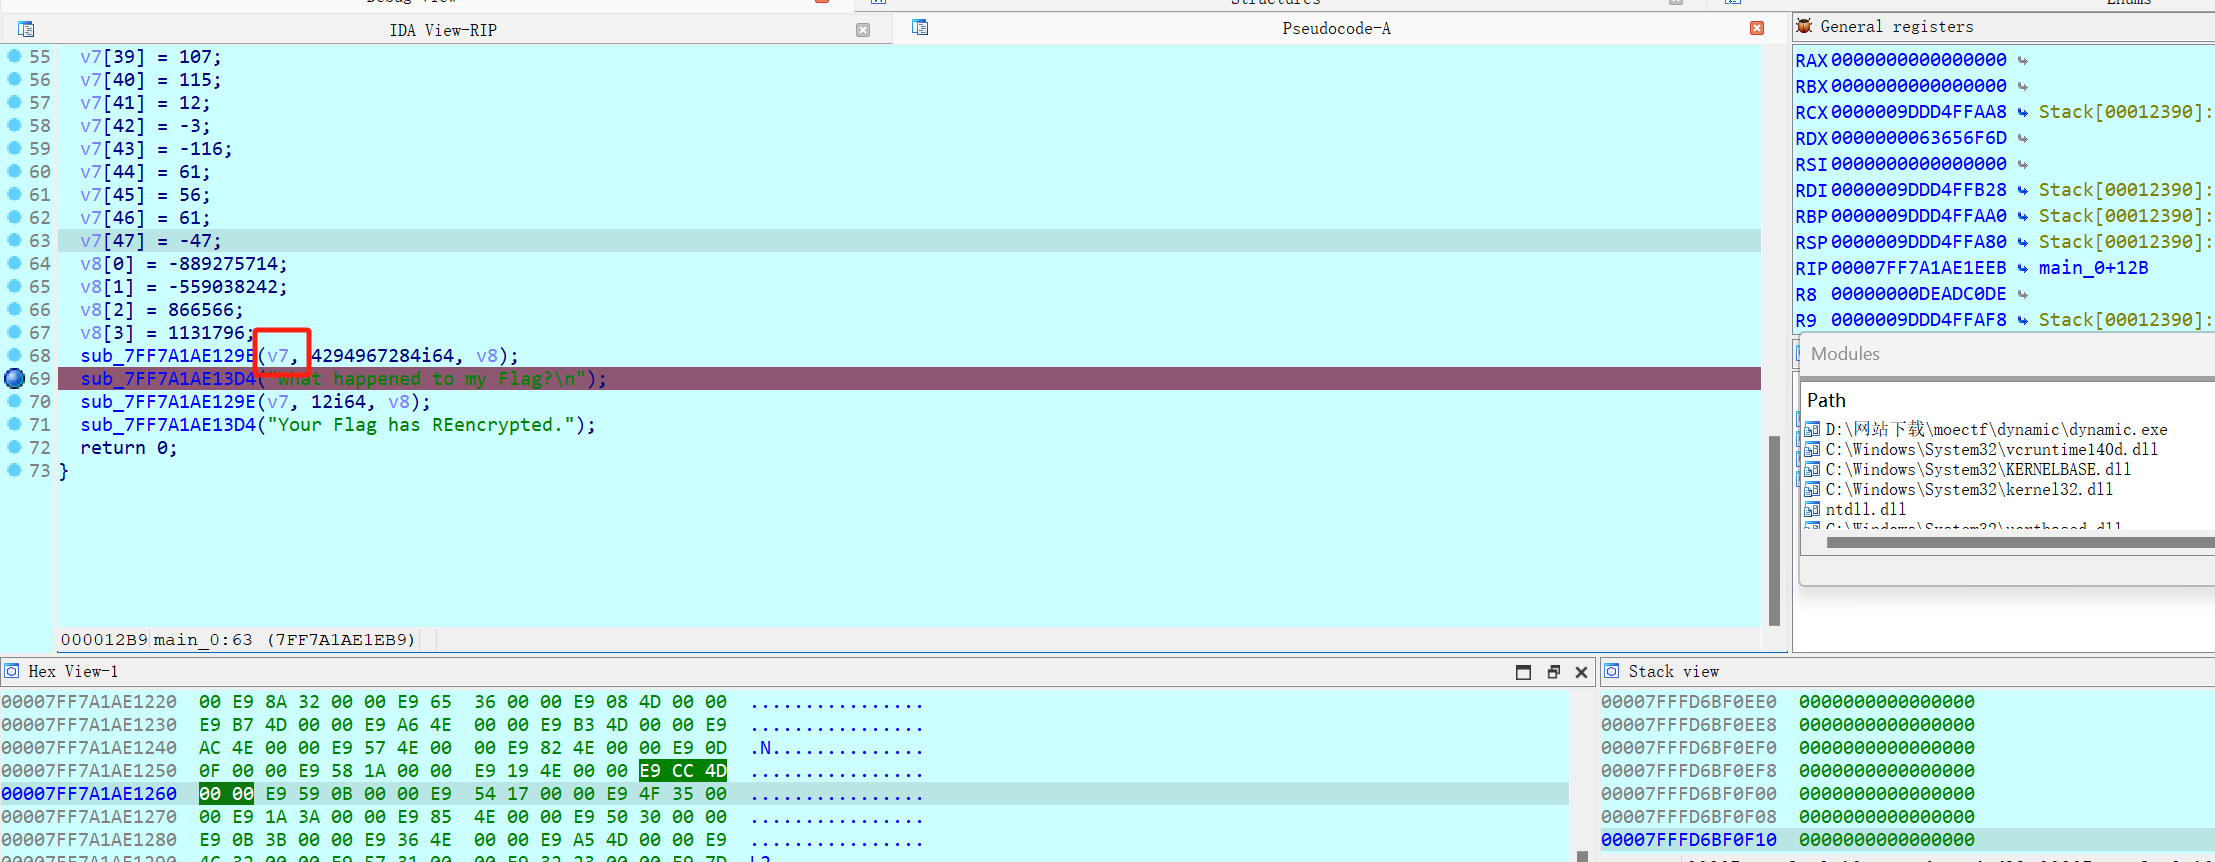 Debug View
Structures
Enums
IDA View-RIP
Pseudocode-A
55 v7[39] = 107;
56 v7[40] = 115;
57 v7[41] = 12;
58 v7[42] = -3;
59 v7[43] = -116;
60 v7[44] = 61;
61 v7[45] = 56;
62 v7[46] = 61;
63 v7[47] = -47;
64 v8[0] = -889275714;
65 v8[1] = -559038242;
66 v8[2] = 866566;
67 v8[3] = 1131796;
68 sub_7FF7A1AE129E(v7, 4294967284i64, v8);
69 sub_7FF7A1AE13D4("What happened to my Flag?\n");
70 sub_7FF7A1AE129E(v7, 12i64, v8);
71 sub_7FF7A1AE13D4("Your Flag has REencrypted.");
72 return 0;
73 }
000012B9 main_0:63 (7FF7A1AE1EB9)
General registers
RAX 0000000000000000
RBX 0000000000000000
RCX 0000009DDD4FFAA8 Stack[00012390]:
RDX 0000000063656F6D
RSI 0000000000000000
RDI 0000009DDD4FFB28 Stack[00012390]:
RBP 0000009DDD4FFAA0 Stack[00012390]:
RSP 0000009DDD4FFA80 Stack[00012390]:
RIP 00007FF7A1AE1EEB main_0+12B
R8 00000000DEADC0DE
R9 0000009DDD4FFAF8 Stack[00012390]:
Modules
Path
D:\网站下载\moectf\dynamic\dynamic.exe
C:\Windows\System32\vcruntime140d.dll
C:\Windows\System32\KERNELBASE.dll
C:\Windows\System32\kernel32.dll
ntdll.dll
C:\Windows\System32\ucrtbased.dll
Hex View-1
00007FF7A1AE1220 00 E9 8A 32 00 00 E9 65 36 00 00 E9 08 4D 00 00 ................
00007FF7A1AE1230 E9 B7 4D 00 00 E9 A6 4E 00 00 E9 B3 4D 00 00 E9 ................
00007FF7A1AE1240 AC 4E 00 00 E9 57 4E 00 00 E9 82 4E 00 00 E9 0D .N..............
00007FF7A1AE1250 0F 00 00 E9 58 1A 00 00 E9 19 4E 00 00 E9 CC 4D ................
00007FF7A1AE1260 00 00 E9 59 0B 00 00 E9 54 17 00 00 E9 4F 35 00 ................
00007FF7A1AE1270 00 E9 1A 3A 00 00 E9 85 4E 00 00 E9 50 30 00 00 ................
00007FF7A1AE1280 E9 0B 3B 00 00 E9 36 4E 00 00 E9 A5 4D 00 00 E9 ................
Stack view
00007FFFD6BF0EE0 0000000000000000
00007FFFD6BF0EE8 0000000000000000
00007FFFD6BF0EF0 0000000000000000
00007FFFD6BF0EF8 0000000000000000
00007FFFD6BF0F00 0000000000000000
00007FFFD6BF0F08 0000000000000000
00007FFFD6BF0F10 0000000000000000